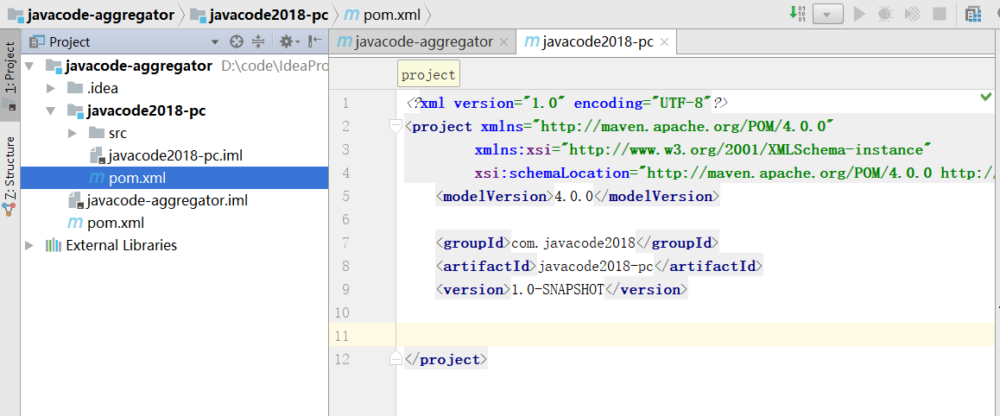 javacode-aggregator javacode2018-pc pom.xml
1: Project
7: Structure
Project
javacode-aggregator D:\code\IdeaPro
.idea
javacode2018-pc
src
javacode2018-pc.iml
pom.xml
javacode-aggregator.iml
pom.xml
External Libraries
javacode-aggregator javacode2018-pc
project
1 <?xml version="1.0" encoding="UTF-8"?>
2 <project xmlns="http://maven.apache.org/POM/4.0.0"
3 xmlns:xsi="http://www.w3.org/2001/XMLSchema-instance"
4 xsi:schemaLocation="http://maven.apache.org/POM/4.0.0 http:/
5 <modelVersion>4.0.0</modelVersion>
6
7 <groupId>com.javacode2018</groupId>
8 <artifactId>javacode2018-pc</artifactId>
9 <version>1.0-SNAPSHOT</version>
10
11
12 </project>